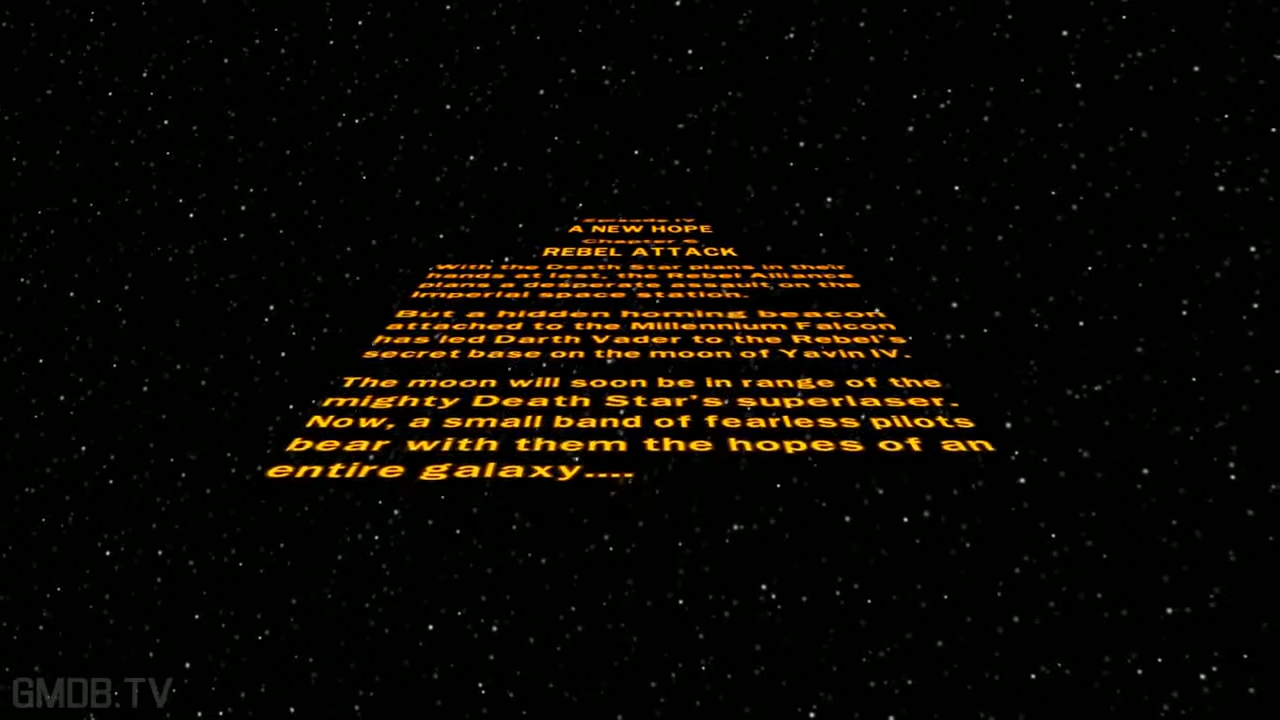 Episode IV
A NEW HOPE
Chapter 6
REBEL ATTACK
With the Death Star plans in their
hands at last, the Rebel Alliance
plans a desperate assault on the
Imperial space station.
But a hidden homing beacon
attached to the Millennium Falcon
has led Darth Vader to the Rebel's
secret base on the moon of Yavin IV.
The moon will soon be in range of the
mighty Death Star's superlaser.
Now, a small band of fearless pilots
bear with them the hopes of an
entire galaxy....
GMDB.TV